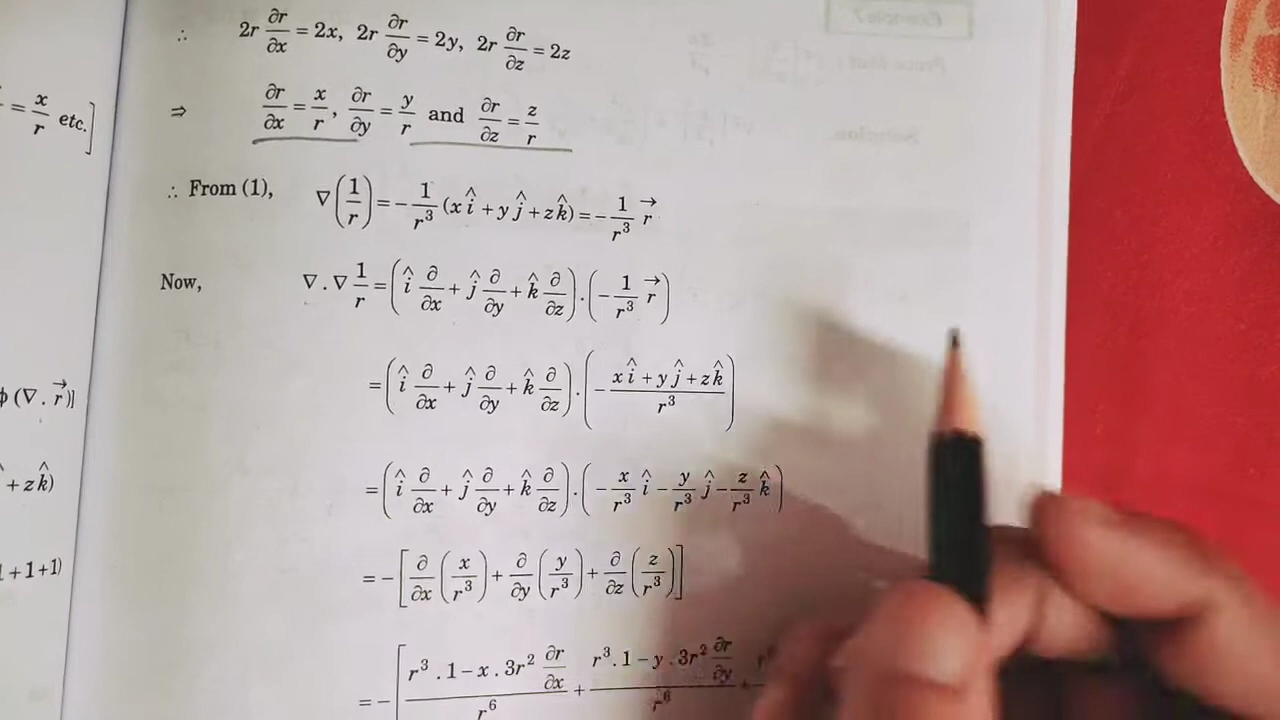 ∴ 2r ∂r/∂x = 2x, 2r ∂r/∂y = 2y, 2r ∂r/∂z = 2z
= x/r etc.]
⇒ ∂r/∂x = x/r, ∂r/∂y = y/r and ∂r/∂z = z/r
∴ From (1), ∇(1/r) = −1/r³ (x î + y ĵ + z k̂) = −1/r³ r⃗
Now, ∇ . ∇ 1/r = (î ∂/∂x + ĵ ∂/∂y + k̂ ∂/∂z) . (−1/r³ r⃗)
ϕ (∇ . r⃗)]
= (î ∂/∂x + ĵ ∂/∂y + k̂ ∂/∂z) . (− (x î + y ĵ + z k̂)/r³)
+ z k̂)
= (î ∂/∂x + ĵ ∂/∂y + k̂ ∂/∂z) . (− x/r³ î − y/r³ ĵ − z/r³ k̂)
1 + 1 + 1)
= − [∂/∂x (x/r³) + ∂/∂y (y/r³) + ∂/∂z (z/r³)]
= − [(r³ . 1 − x . 3r² ∂r/∂x)/r⁶ + (r³ . 1 − y . 3r² ∂r/∂y)/r⁶ +